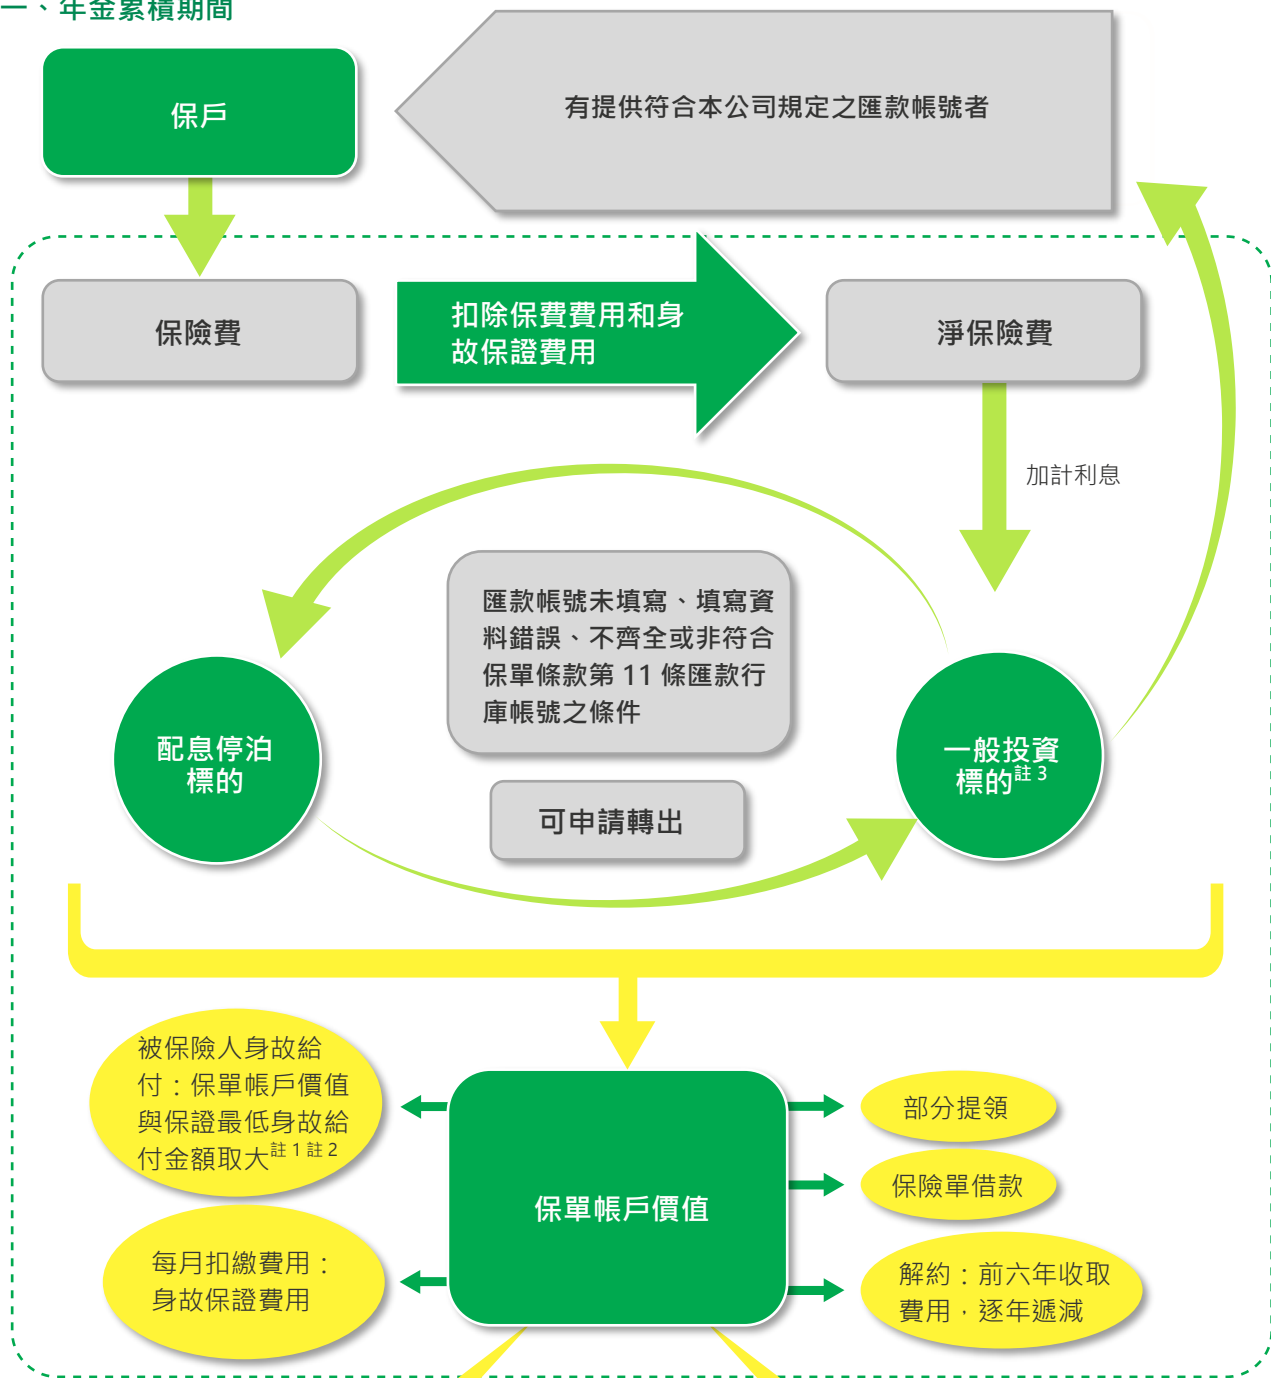 一、年金累積期間
保戶
有提供符合本公司規定之匯款帳號者
保險費
扣除保費費用和身
故保證費用
淨保險費
加計利息
匯款帳號未填寫、填寫資
料錯誤、不齊全或非符合
保單條款第 11 條匯款行
庫帳號之條件
配息停泊
標的
一般投資
標的註 3
可申請轉出
被保險人身故給
付：保單帳戶價值
與保證最低身故給
付金額取大註 1 註 2
每月扣繳費用：
身故保證費用
保單帳戶價值
部分提領
保險單借款
解約：前六年收取
費用，逐年遞減